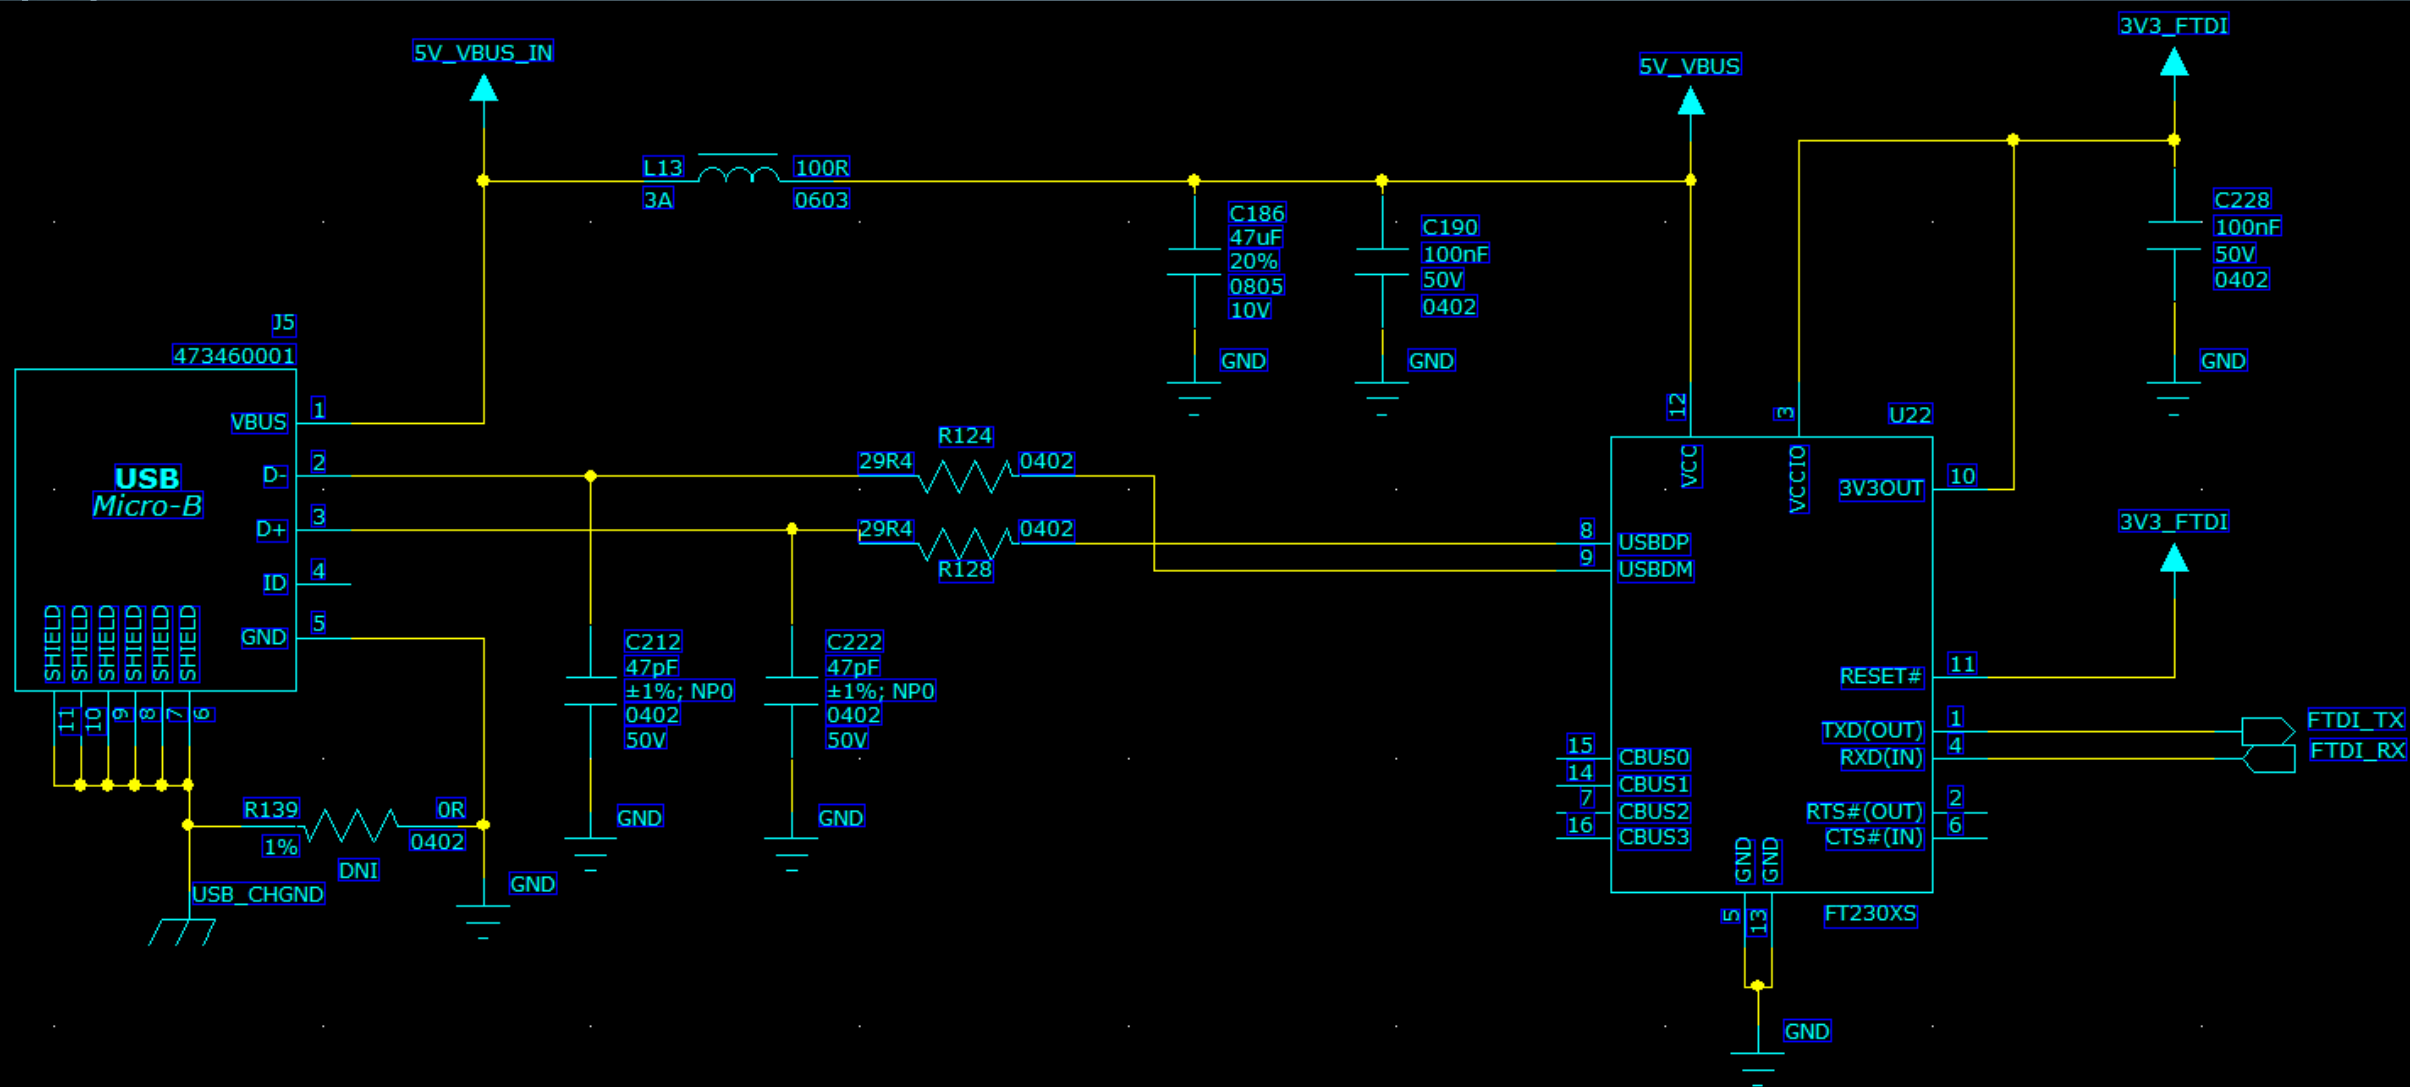 5V_VBUS_IN
5V_VBUS
3V3_FTDI
L13
100R
3A
0603
C186
47uF
20%
0805
10V
GND
C190
100nF
50V
0402
GND
C228
100nF
50V
0402
GND
J5
473460001
USB
Micro-B
VBUS 1
D- 2
D+ 3
ID 4
GND 5
SHIELD SHIELD SHIELD SHIELD SHIELD SHIELD
11 10 9 8 7 6
R124
29R4 0402
29R4 0402
R128
C212
47pF
±1%; NP0
0402
50V
GND
C222
47pF
±1%; NP0
0402
50V
GND
R139 0R
1% 0402
DNI
USB_CHGND
GND
U22
12 VCC
3 VCCIO
3V3OUT 10
8 USBDP
9 USBDM
3V3_FTDI
RESET# 11
TXD(OUT) 1 FTDI_TX
RXD(IN) 4 FTDI_RX
15 CBUS0
14 CBUS1
7 CBUS2
16 CBUS3
RTS#(OUT) 2
CTS#(IN) 6
GND GND
5 13
FT230XS
GND